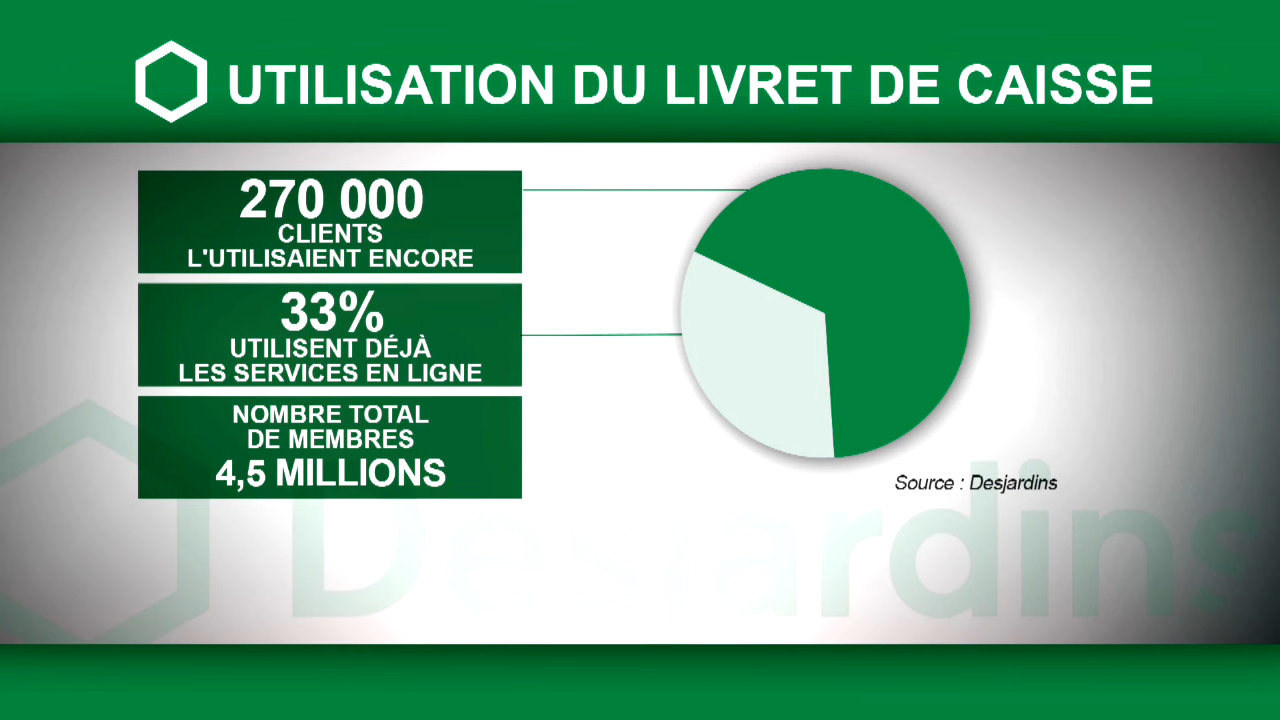 UTILISATION DU LIVRET DE CAISSE
270 000
CLIENTS
L'UTILISAIENT ENCORE
33%
UTILISENT DÉJÀ
LES SERVICES EN LIGNE
NOMBRE TOTAL
DE MEMBRES
4,5 MILLIONS
Source : Desjardins
Desjardins